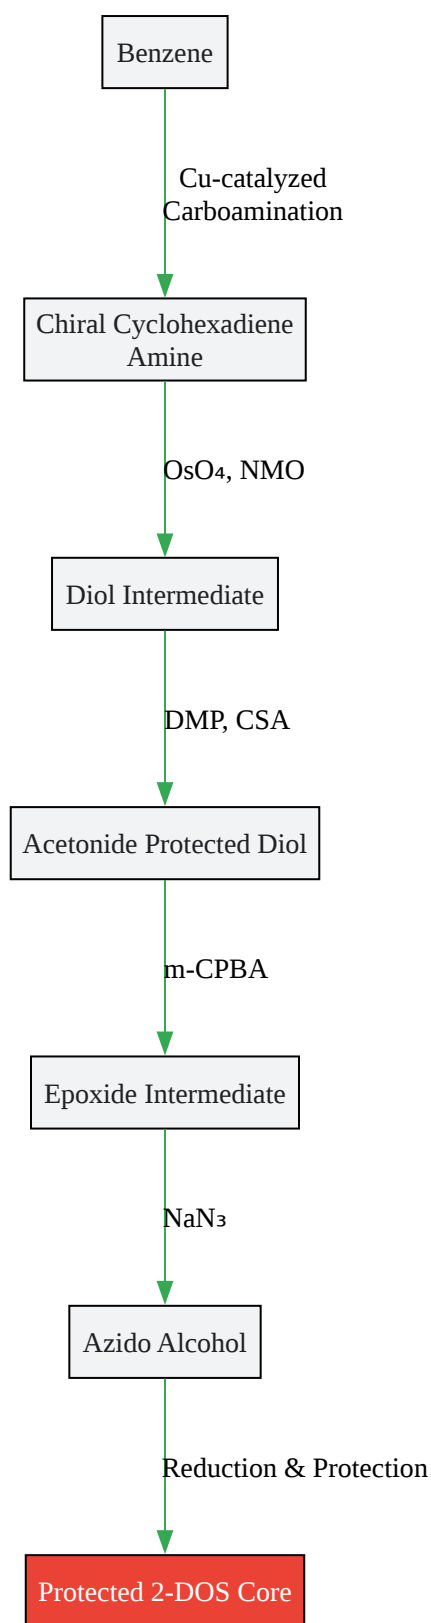 Benzene
Cu-catalyzed
Carboamination
Chiral Cyclohexadiene
Amine
OsO₄, NMO
Diol Intermediate
DMP, CSA
Acetonide Protected Diol
m-CPBA
Epoxide Intermediate
NaN₃
Azido Alcohol
Reduction & Protection
Protected 2-DOS Core